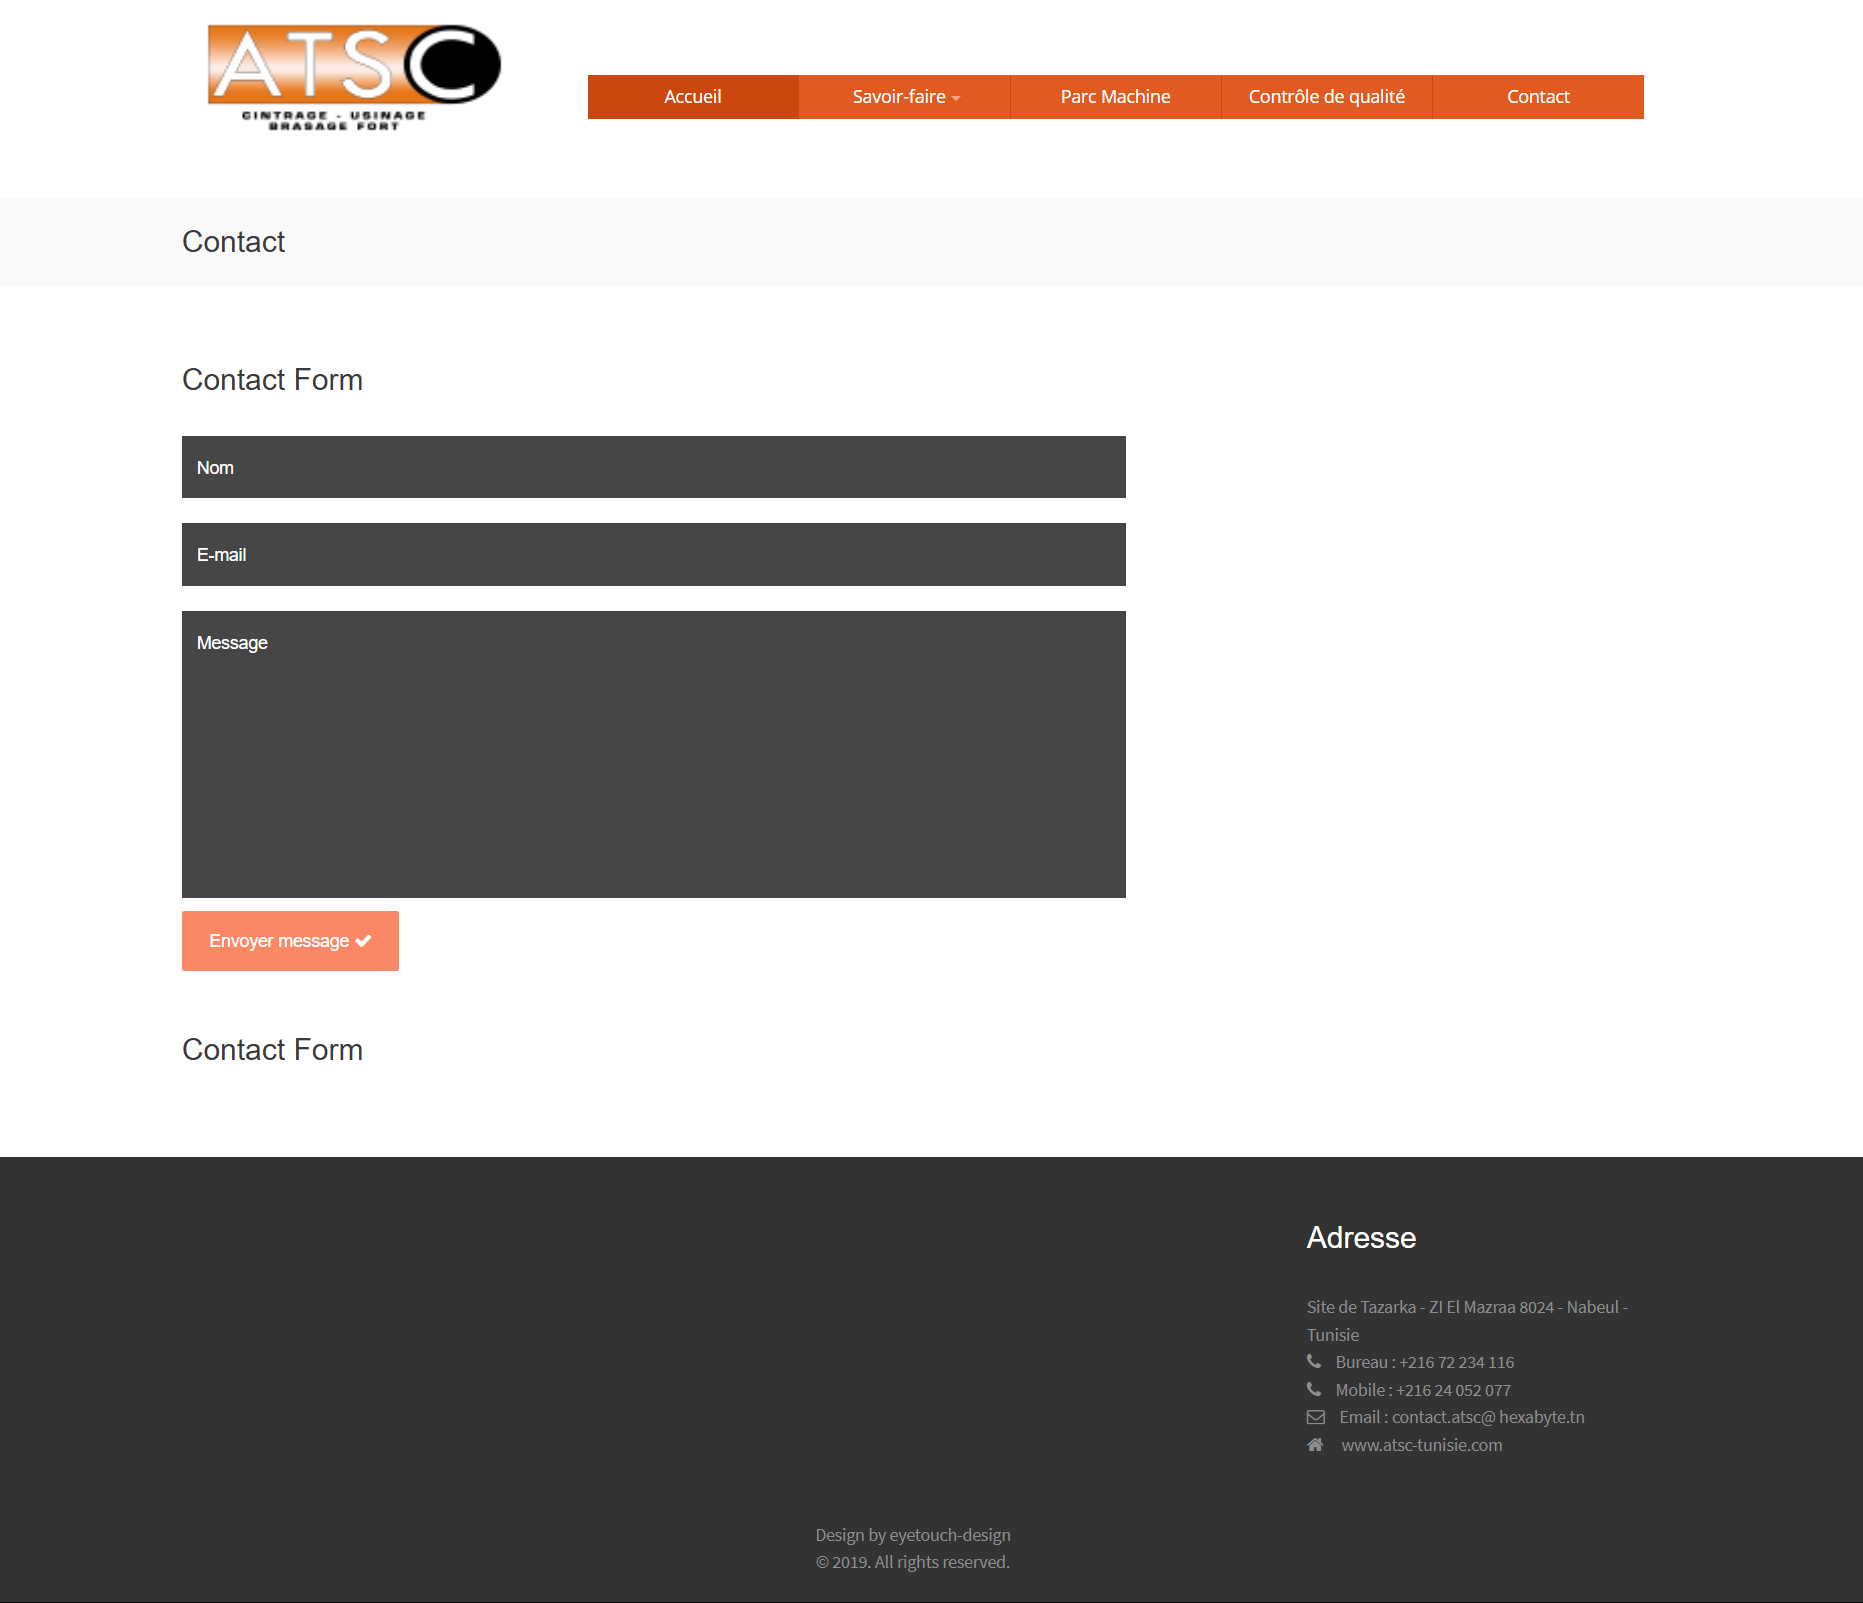 ATSC
CINTRAGE - USINAGE
BRASAGE FORT
Accueil
Savoir-faire
Parc Machine
Contrôle de qualité
Contact
Contact
Contact Form
Nom
E-mail
Message
Envoyer message
Contact Form
Adresse
Site de Tazarka - ZI El Mazraa 8024 - Nabeul -
Tunisie
Bureau : +216 72 234 116
Mobile : +216 24 052 077
Email : contact.atsc@ hexabyte.tn
www.atsc-tunisie.com
Design by eyetouch-design
© 2019. All rights reserved.